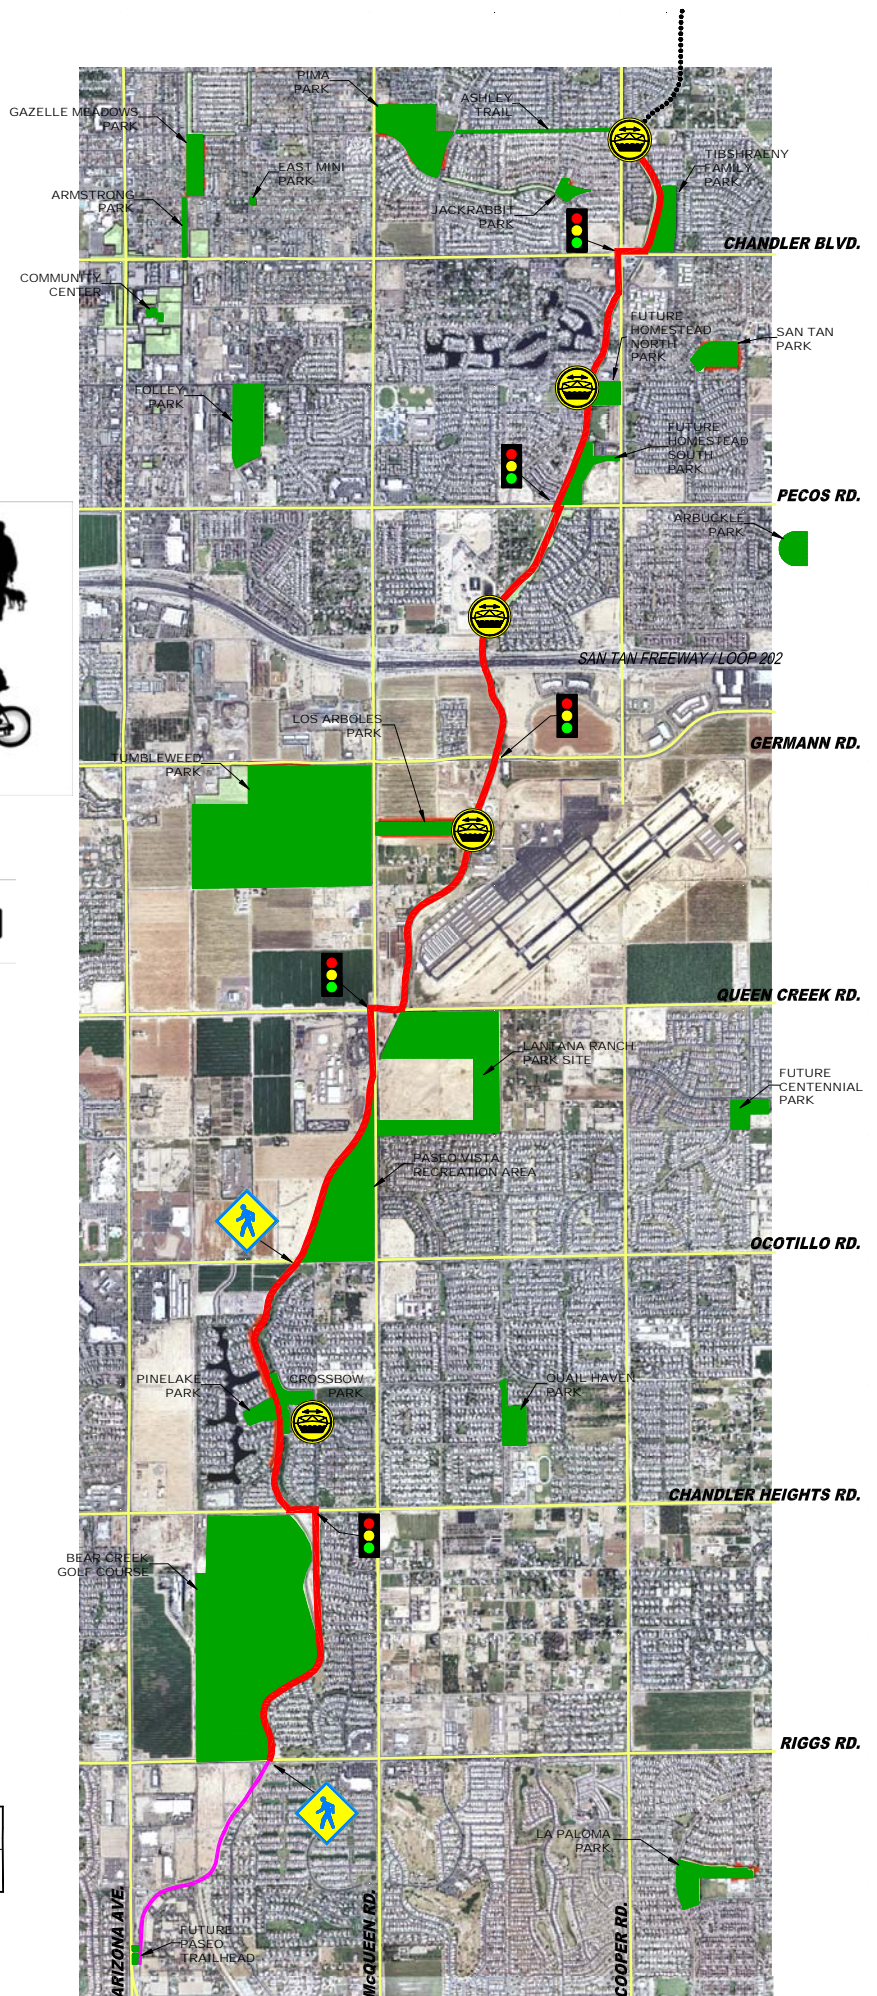 PIMA
PARK
ASHLEY
TRAIL
GAZELLE MEADOWS
PARK
EAST MINI
PARK
TIBSHRAENY
FAMILY
PARK
ARMSTRONG
PARK
JACKRABBIT
PARK
CHANDLER BLVD.
COMMUNITY
CENTER
FUTURE
HOMESTEAD
NORTH
PARK
SAN TAN
PARK
FOLLEY
PARK
FUTURE
HOMESTEAD
SOUTH
PARK
PECOS RD.
ARBUCKLE
PARK
SAN TAN FREEWAY / LOOP 202
LOS ARBOLES
PARK
GERMANN RD.
TUMBLEWEED
PARK
QUEEN CREEK RD.
LANTANA RANCH
PARK SITE
FUTURE
CENTENNIAL
PARK
PASEO VISTA
RECREATION AREA
OCOTILLO RD.
PINELAKE
PARK
CROSSBOW
PARK
QUAIL HAVEN
PARK
CHANDLER HEIGHTS RD.
BEAR CREEK
GOLF COURSE
RIGGS RD.
LA PALOMA
PARK
FUTURE
PASEO
TRAILHEAD
ARIZONA AVE.
McQUEEN RD.
COOPER RD.